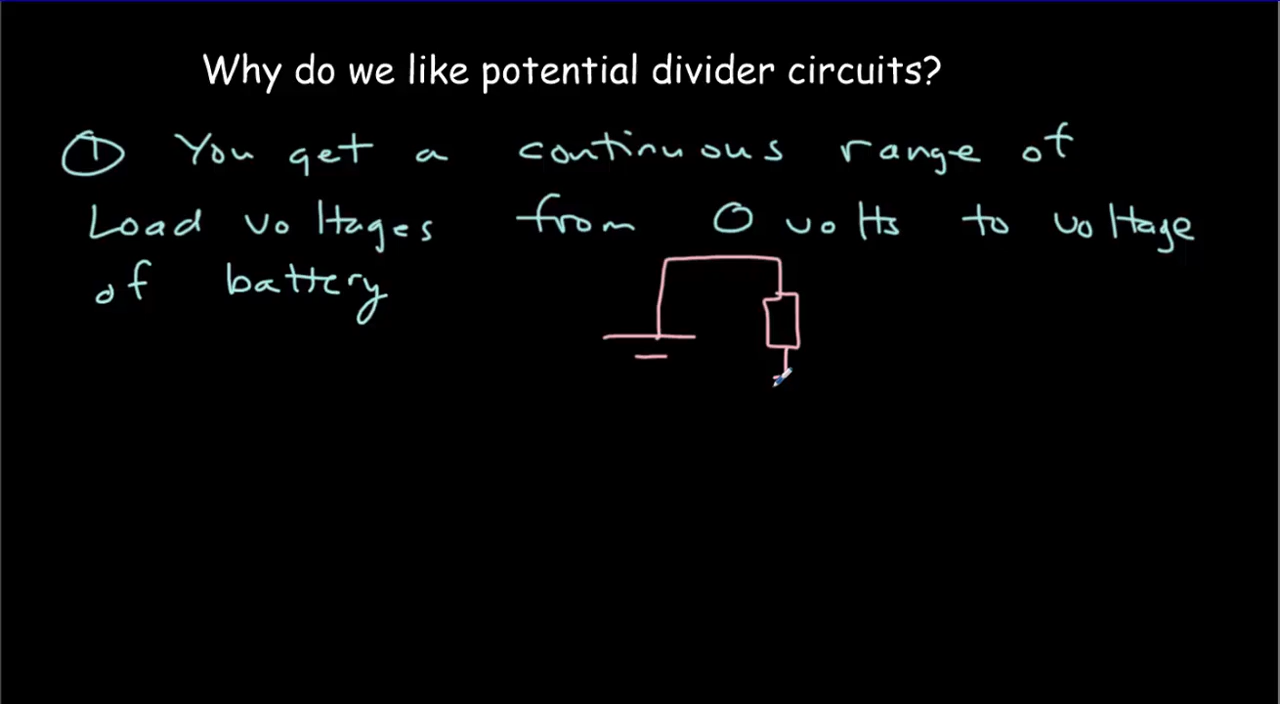 Why do we like potential divider circuits?
① You get a continuous range of
Load voltages from 0 volts to voltage
of battery